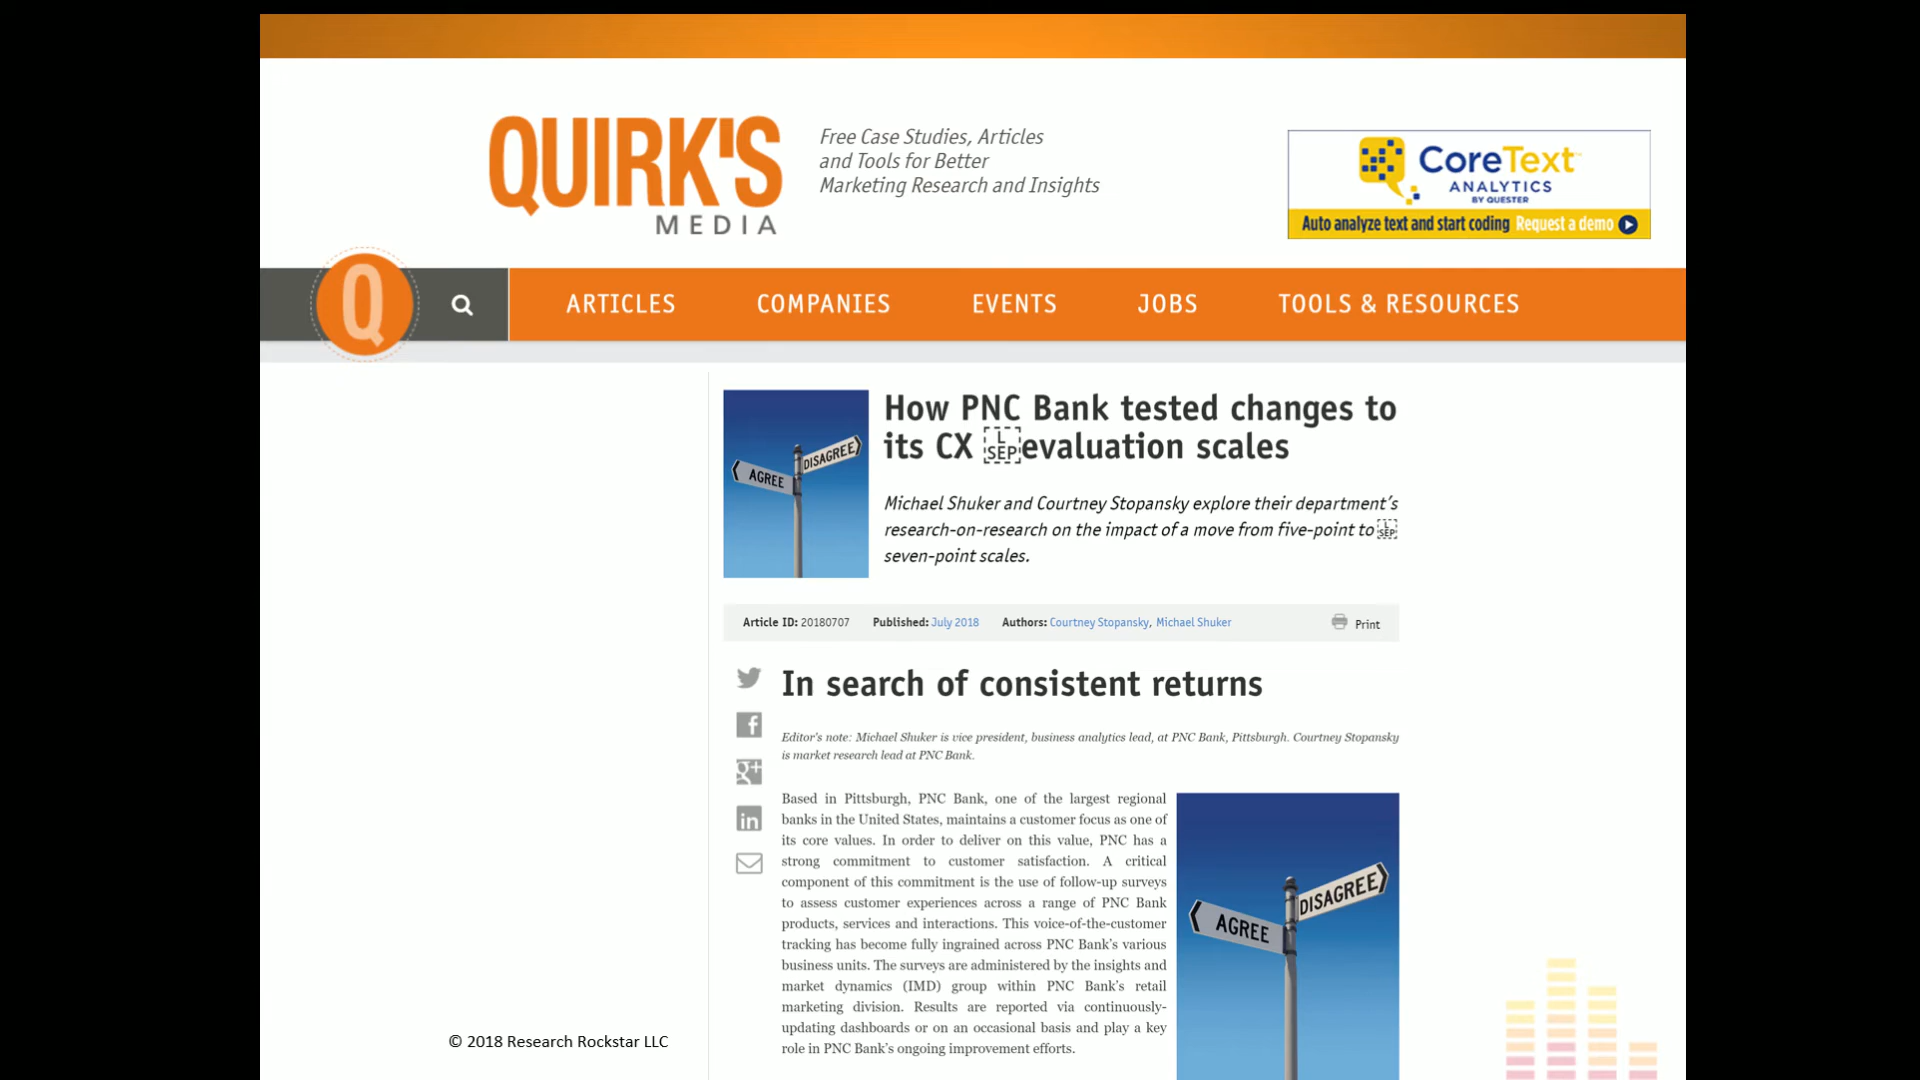 QUIRK'S
MEDIA
Free Case Studies, Articles
and Tools for Better
Marketing Research and Insights
CoreText™
ANALYTICS
BY QUESTER
Auto analyze text and start coding Request a demo
Q
ARTICLES COMPANIES EVENTS JOBS TOOLS & RESOURCES
AGREE
DISAGREE
How PNC Bank tested changes to
its CX L SEP evaluation scales
Michael Shuker and Courtney Stopansky explore their department's
research-on-research on the impact of a move from five-point to L SEP
seven-point scales.
Article ID: 20180707 Published: July 2018 Authors: Courtney Stopansky, Michael Shuker Print
In search of consistent returns
Editor's note: Michael Shuker is vice president, business analytics lead, at PNC Bank, Pittsburgh. Courtney Stopansky
is market research lead at PNC Bank.
Based in Pittsburgh, PNC Bank, one of the largest regional
banks in the United States, maintains a customer focus as one of
its core values. In order to deliver on this value, PNC has a
strong commitment to customer satisfaction. A critical
component of this commitment is the use of follow-up surveys
to assess customer experiences across a range of PNC Bank
products, services and interactions. This voice-of-the-customer
tracking has become fully ingrained across PNC Bank's various
business units. The surveys are administered by the insights and
market dynamics (IMD) group within PNC Bank's retail
marketing division. Results are reported via continuously-
updating dashboards or on an occasional basis and play a key
role in PNC Bank's ongoing improvement efforts.
AGREE
DISAGREE
© 2018 Research Rockstar LLC